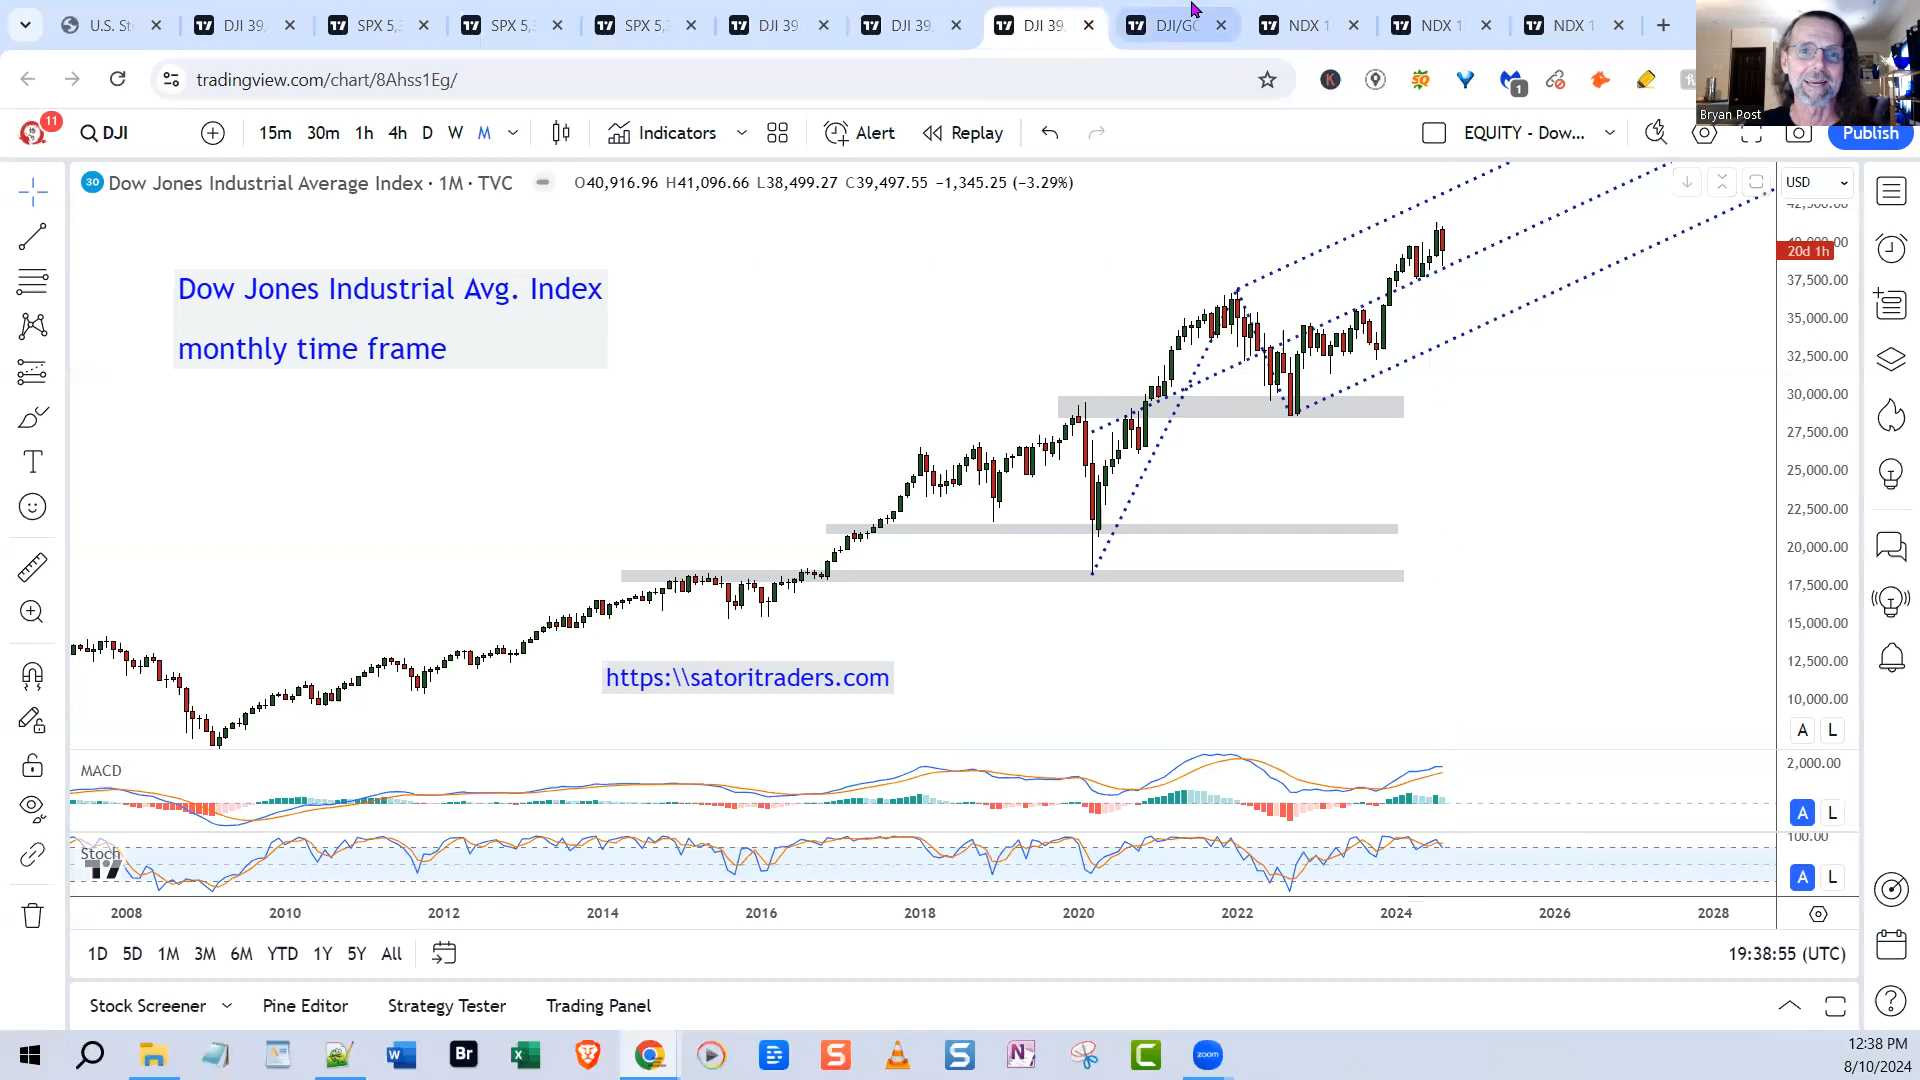 U.S. St
DJI 39,
SPX 5,
SPX 5,
SPX 5,
DJI 39
DJI 39,
DJI 39,
DJI/GC
NDX 1
NDX 1
NDX 1
tradingview.com/chart/8Ahss1Eg/
1
Bryan Post
11
DJI
15m 30m 1h 4h D W M
Indicators
Alert
Replay
EQUITY - Dow...
Publish
30 Dow Jones Industrial Average Index · 1M · TVC
O40,916.96 H41,096.66 L38,499.27 C39,497.55 −1,345.25 (−3.29%)
USD
Dow Jones Industrial Avg. Index
monthly time frame
20d 1h
37,500.00
35,000.00
32,500.00
30,000.00
27,500.00
25,000.00
22,500.00
20,000.00
17,500.00
15,000.00
12,500.00
10,000.00
https:\\satoritraders.com
A L
MACD
2,000.00
A L
100.00
Stoch
A L
2008 2010 2012 2014 2016 2018 2020 2022 2024 2026 2028
1D 5D 1M 3M 6M YTD 1Y 5Y All
19:38:55 (UTC)
Stock Screener
Pine Editor
Strategy Tester
Trading Panel
Br
zoom
12:38 PM
8/10/2024